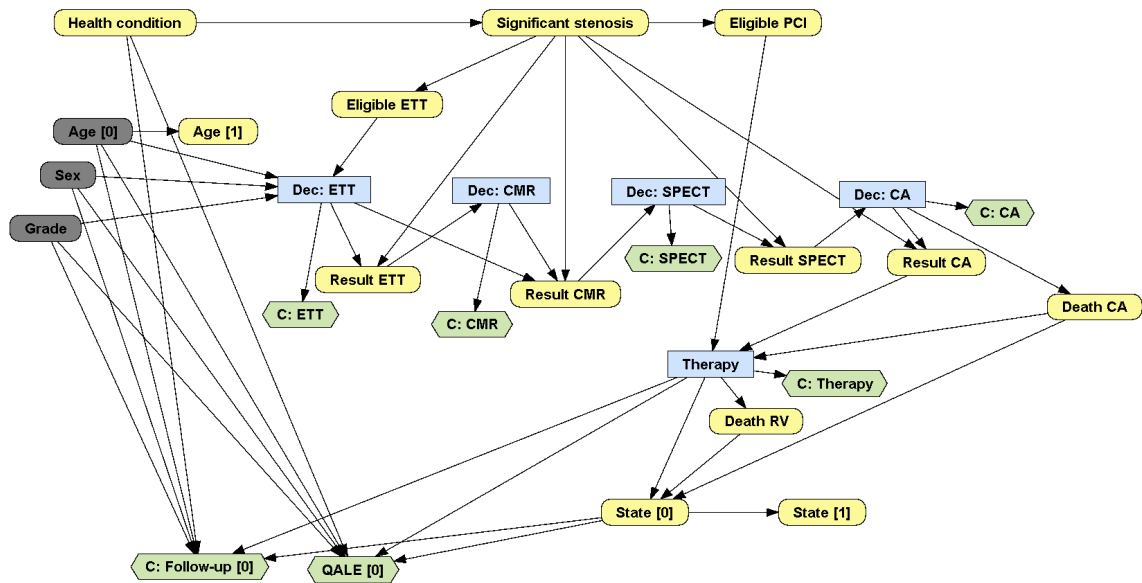 Health condition
Significant stenosis
Eligible PCI
Eligible ETT
Age [0]
Age [1]
Sex
Dec: ETT
Dec: CMR
Dec: SPECT
Dec: CA
C: CA
Grade
Result ETT
C: SPECT
Result SPECT
Result CA
Result CMR
C: ETT
C: CMR
Death CA
Therapy
C: Therapy
Death RV
State [0]
State [1]
C: Follow-up [0]
QALE [0]